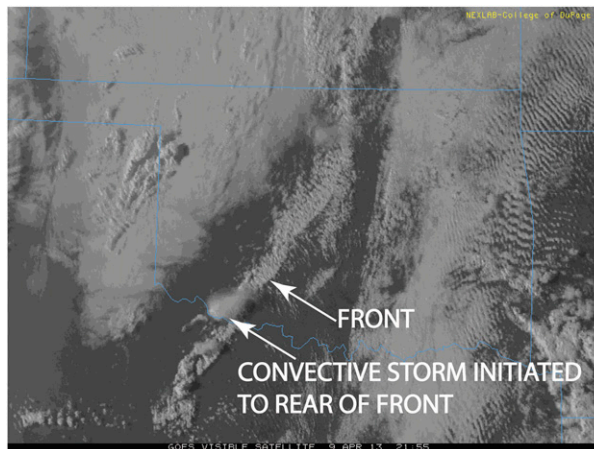 NEXLAB-College of DuPage
FRONT
CONVECTIVE STORM INITIATED
TO REAR OF FRONT
GOES VISIBLE SATELLITE 9 APR 13 21:55